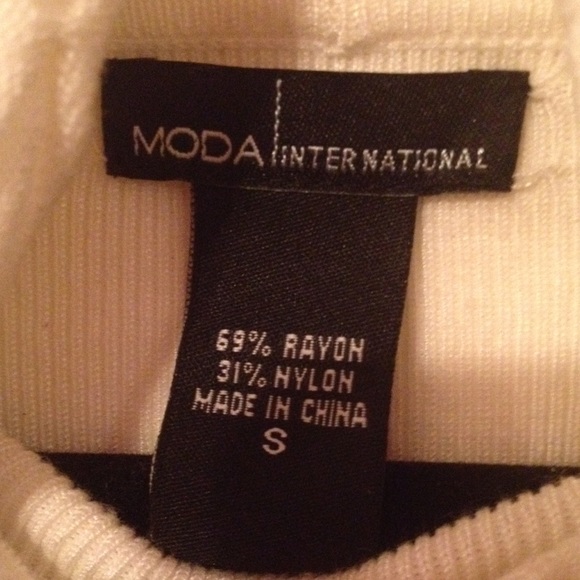 MODA INTERNATIONAL
69% RAYON
31% NYLON
MADE IN CHINA
S